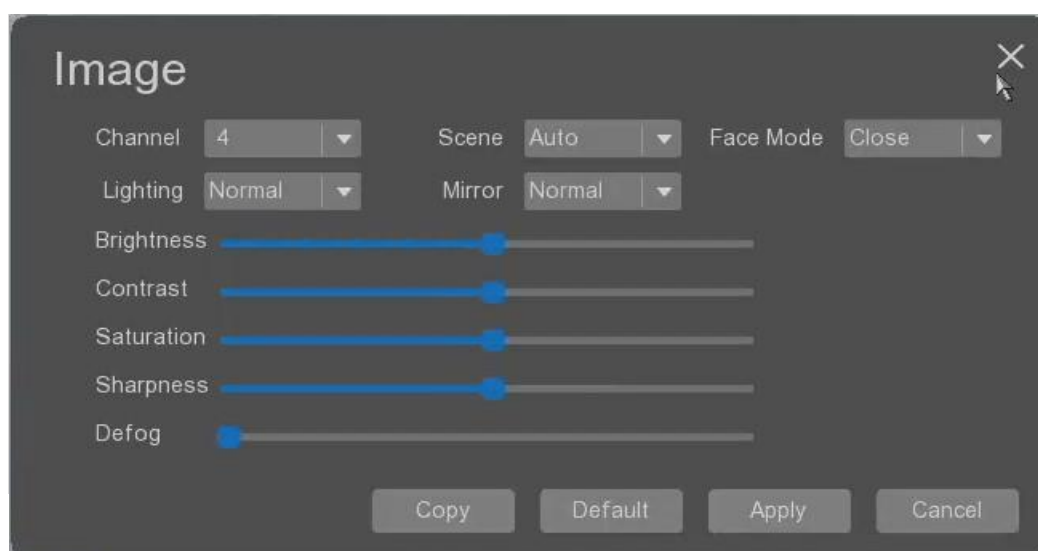 Image
Channel 4 Scene Auto Face Mode Close
Lighting Normal Mirror Normal
Brightness
Contrast
Saturation
Sharpness
Defog
Copy Default Apply Cancel